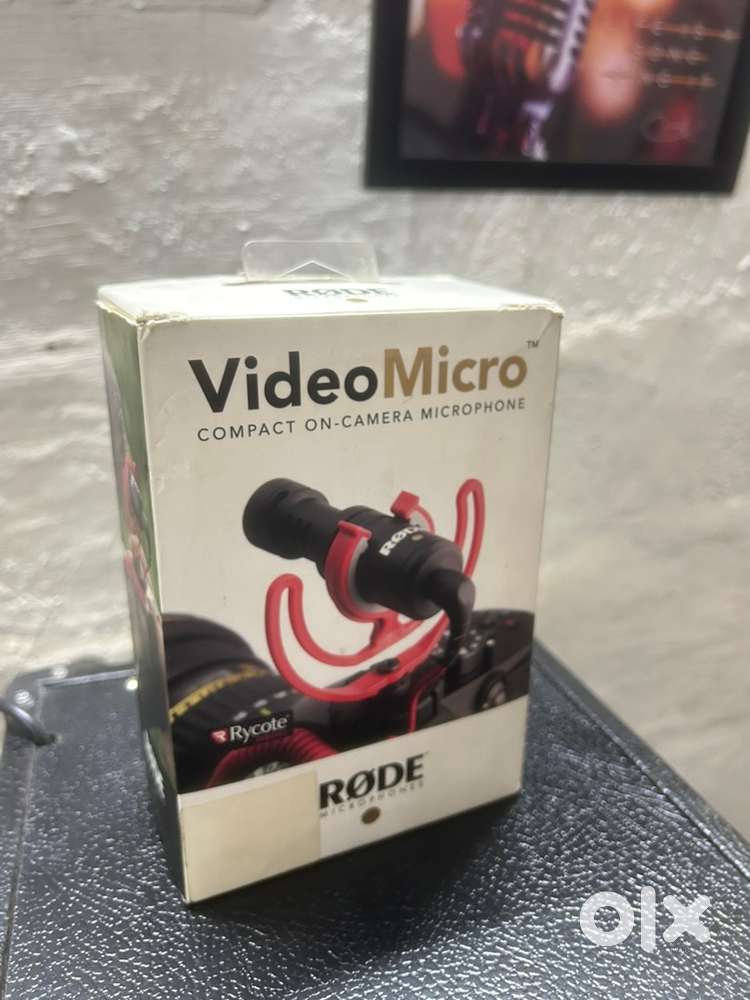 RØDE
VideoMicro™
COMPACT ON-CAMERA MICROPHONE
RØDE
Rycote
RØDE
MICROPHONES
olx